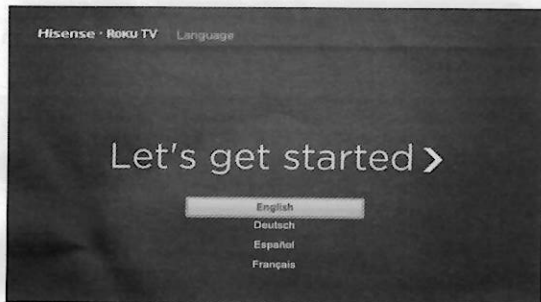 Hisense · ROKU TV Language
Let's get started >
English
Deutsch
Español
Français